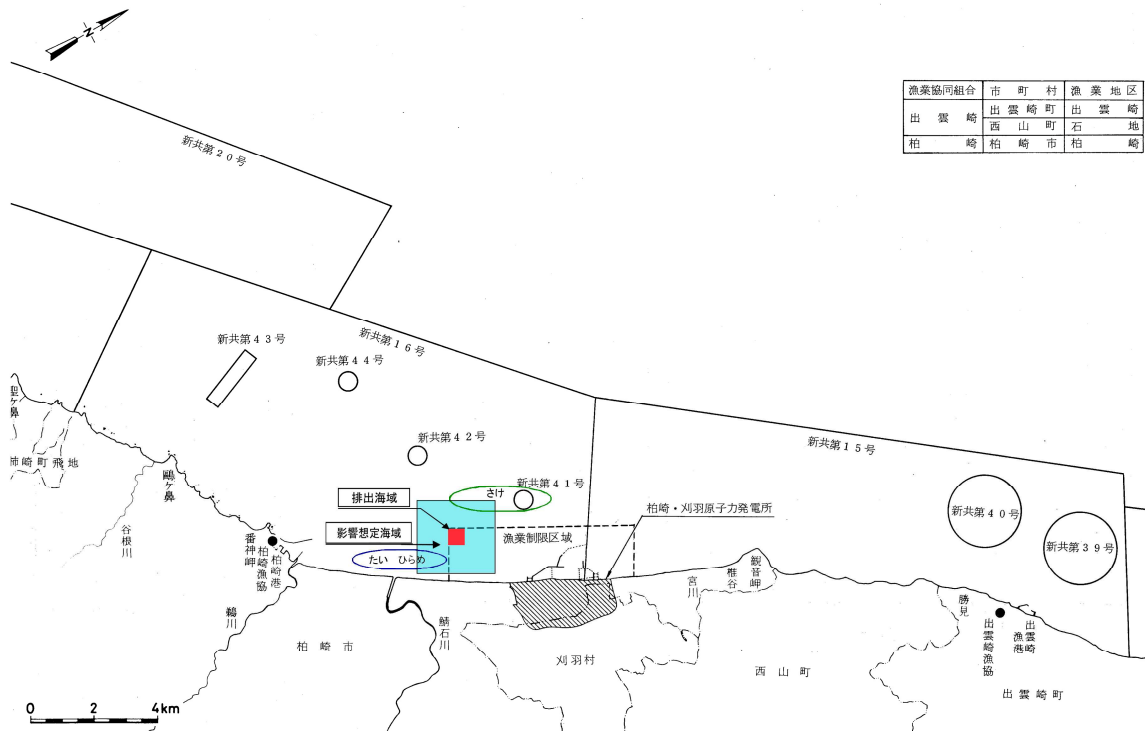 N
漁業協同組合 市町村 漁業地区
出雲崎 出雲崎町 出雲崎
西山町 石地
柏崎 柏崎市 柏崎
新共第20号
新共第16号
新共第43号
新共第44号
新共第42号
新共第41号
さけ
新共第15号
新共第40号
新共第39号
排出海域
影響想定海域
たい ひらめ
漁業制限区域
柏崎・刈羽原子力発電所
聖ヶ鼻
柿崎町飛地
鷗ヶ鼻
谷根川
番神岬
柏崎漁協
柏崎港
鵜川
柏崎市
鯖石川
刈羽村
宮川
椎谷
観音岬
西山町
勝見
出雲崎漁協
出雲崎漁港
出雲崎町
0 2 4km